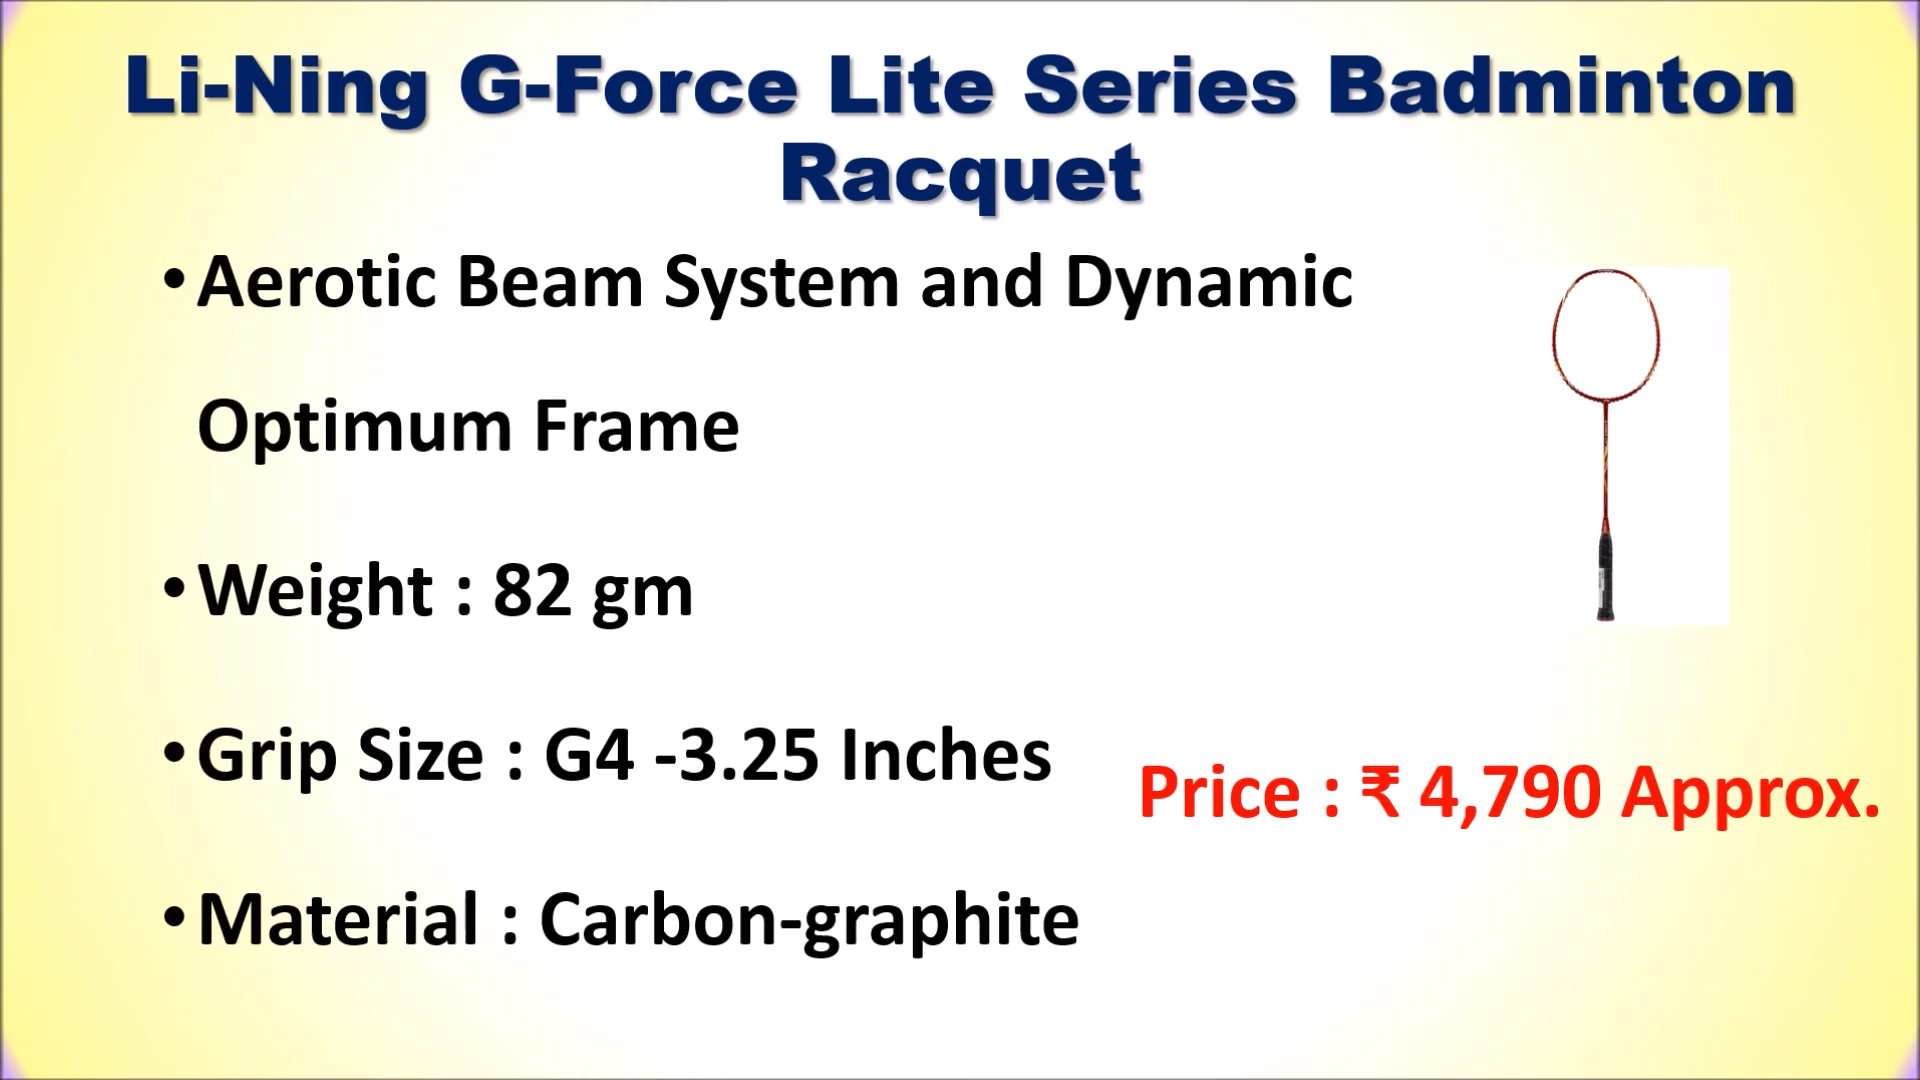 Li-Ning G-Force Lite Series Badminton
Racquet
•Aerotic Beam System and Dynamic
Optimum Frame
•Weight : 82 gm
•Grip Size : G4 -3.25 Inches
Price : ₹ 4,790 Approx.
•Material : Carbon-graphite